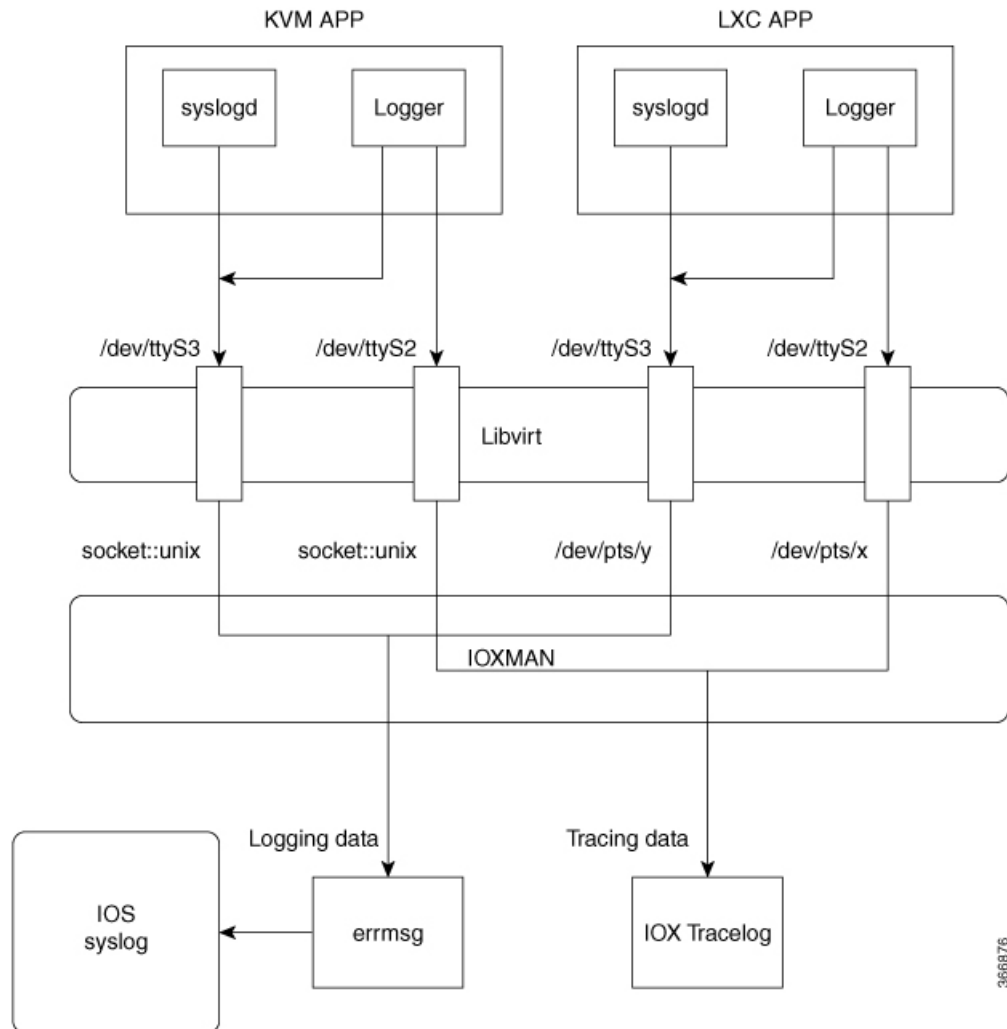 KVM APP
LXC APP
syslogd
Logger
syslogd
Logger
/dev/ttyS3
/dev/ttyS2
/dev/ttyS3
/dev/ttyS2
Libvirt
socket::unix
socket::unix
/dev/pts/y
/dev/pts/x
IOXMAN
Logging data
Tracing data
IOS
syslog
errmsg
IOX Tracelog
366876